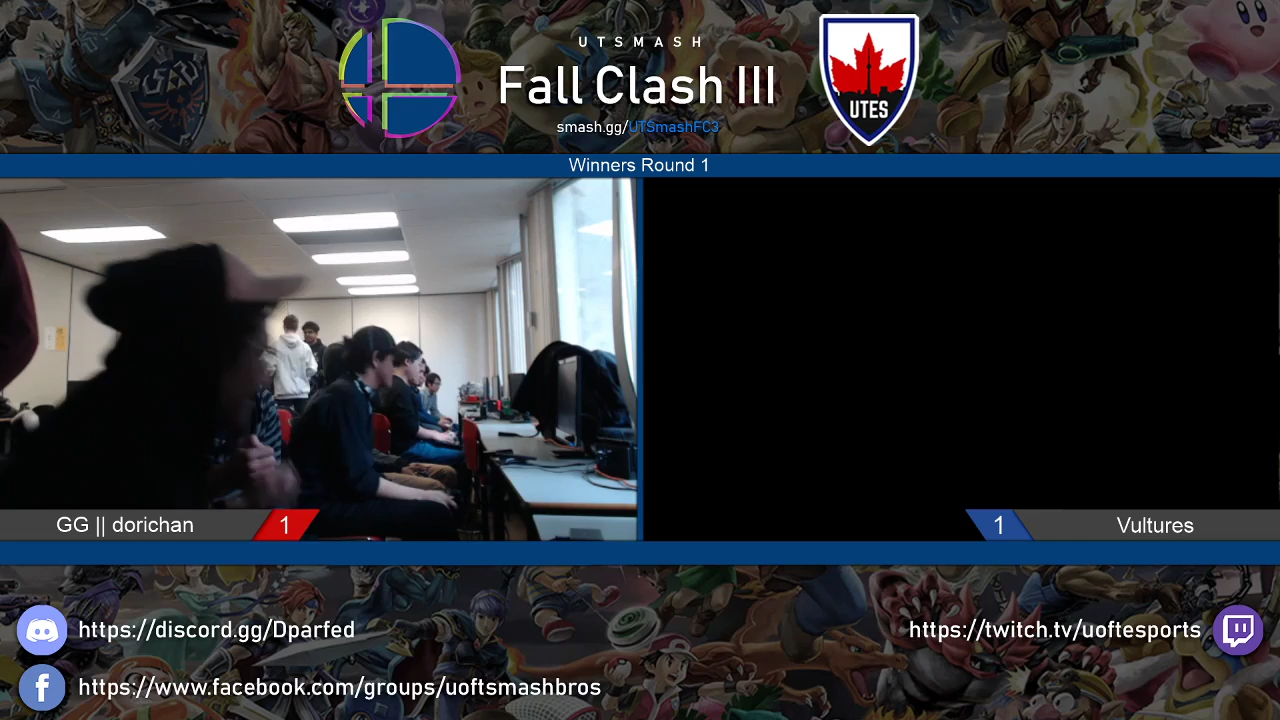 UTSMASH
Fall Clash III
smash.gg/UTSmashFC3
UTES
Winners Round 1
GG || dorichan 1
1 Vultures
https://discord.gg/Dparfed
https://twitch.tv/uoftesports
https://www.facebook.com/groups/uoftsmashbros